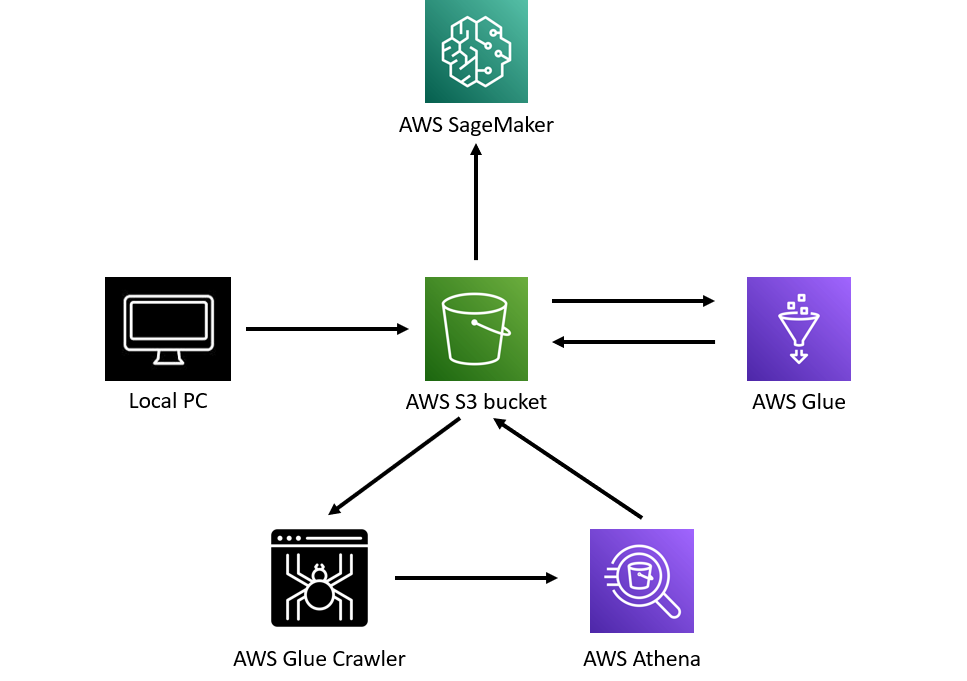 AWS SageMaker
Local PC
AWS S3 bucket
AWS Glue
AWS Glue Crawler
AWS Athena